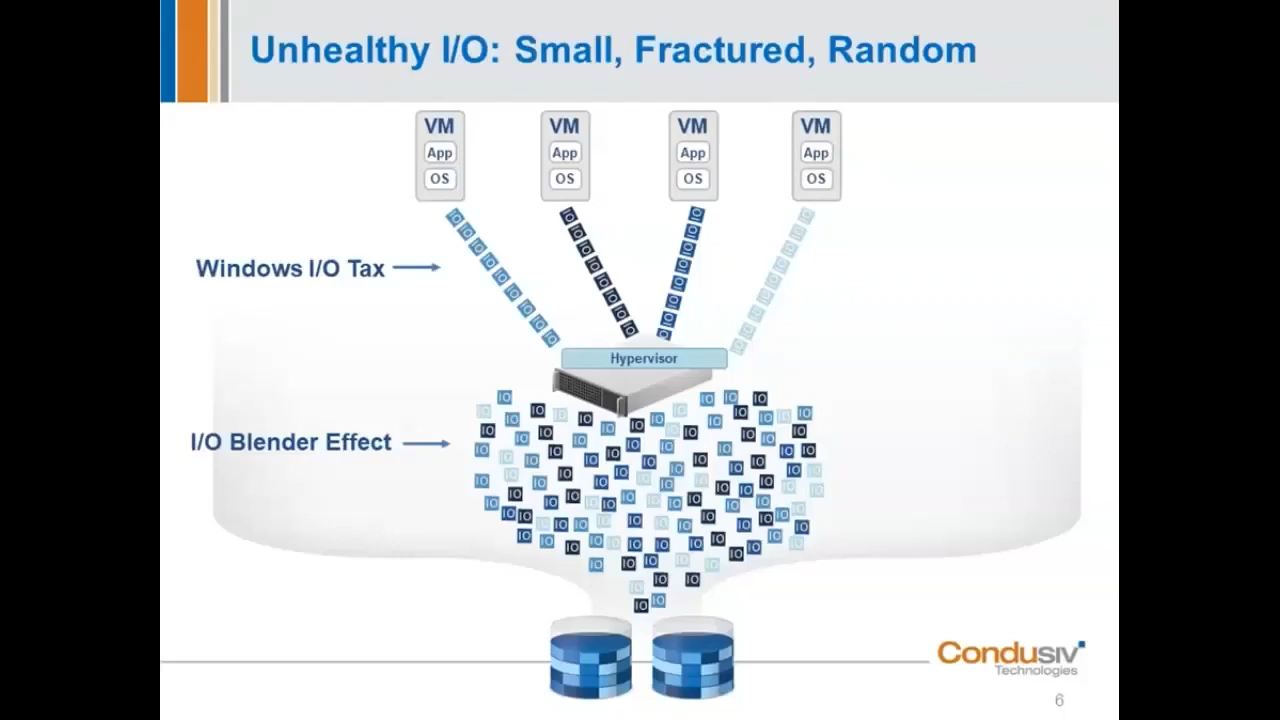 Unhealthy I/O: Small, Fractured, Random
VM VM VM VM
App App App App
OS OS OS OS
Windows I/O Tax
Hypervisor
I/O Blender Effect
IO
Condusiv
Technologies
6